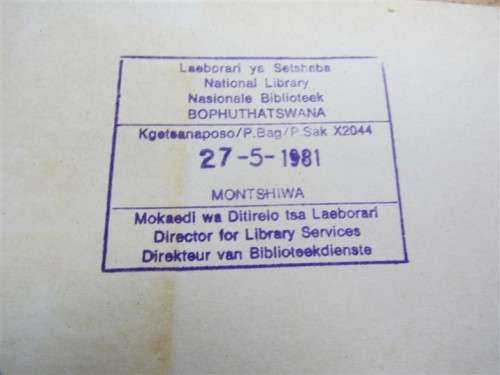 Laeborari ya Setshaba
National Library
Nasionale Biblioteek
BOPHUTHATSWANA
Kgetsanaposo/P.Bag/P.Sak X2044
27-5-1981
MONTSHIWA
Mokaedi wa Ditirelo tsa Laeborari
Director for Library Services
Direkteur van Biblioteekdienste